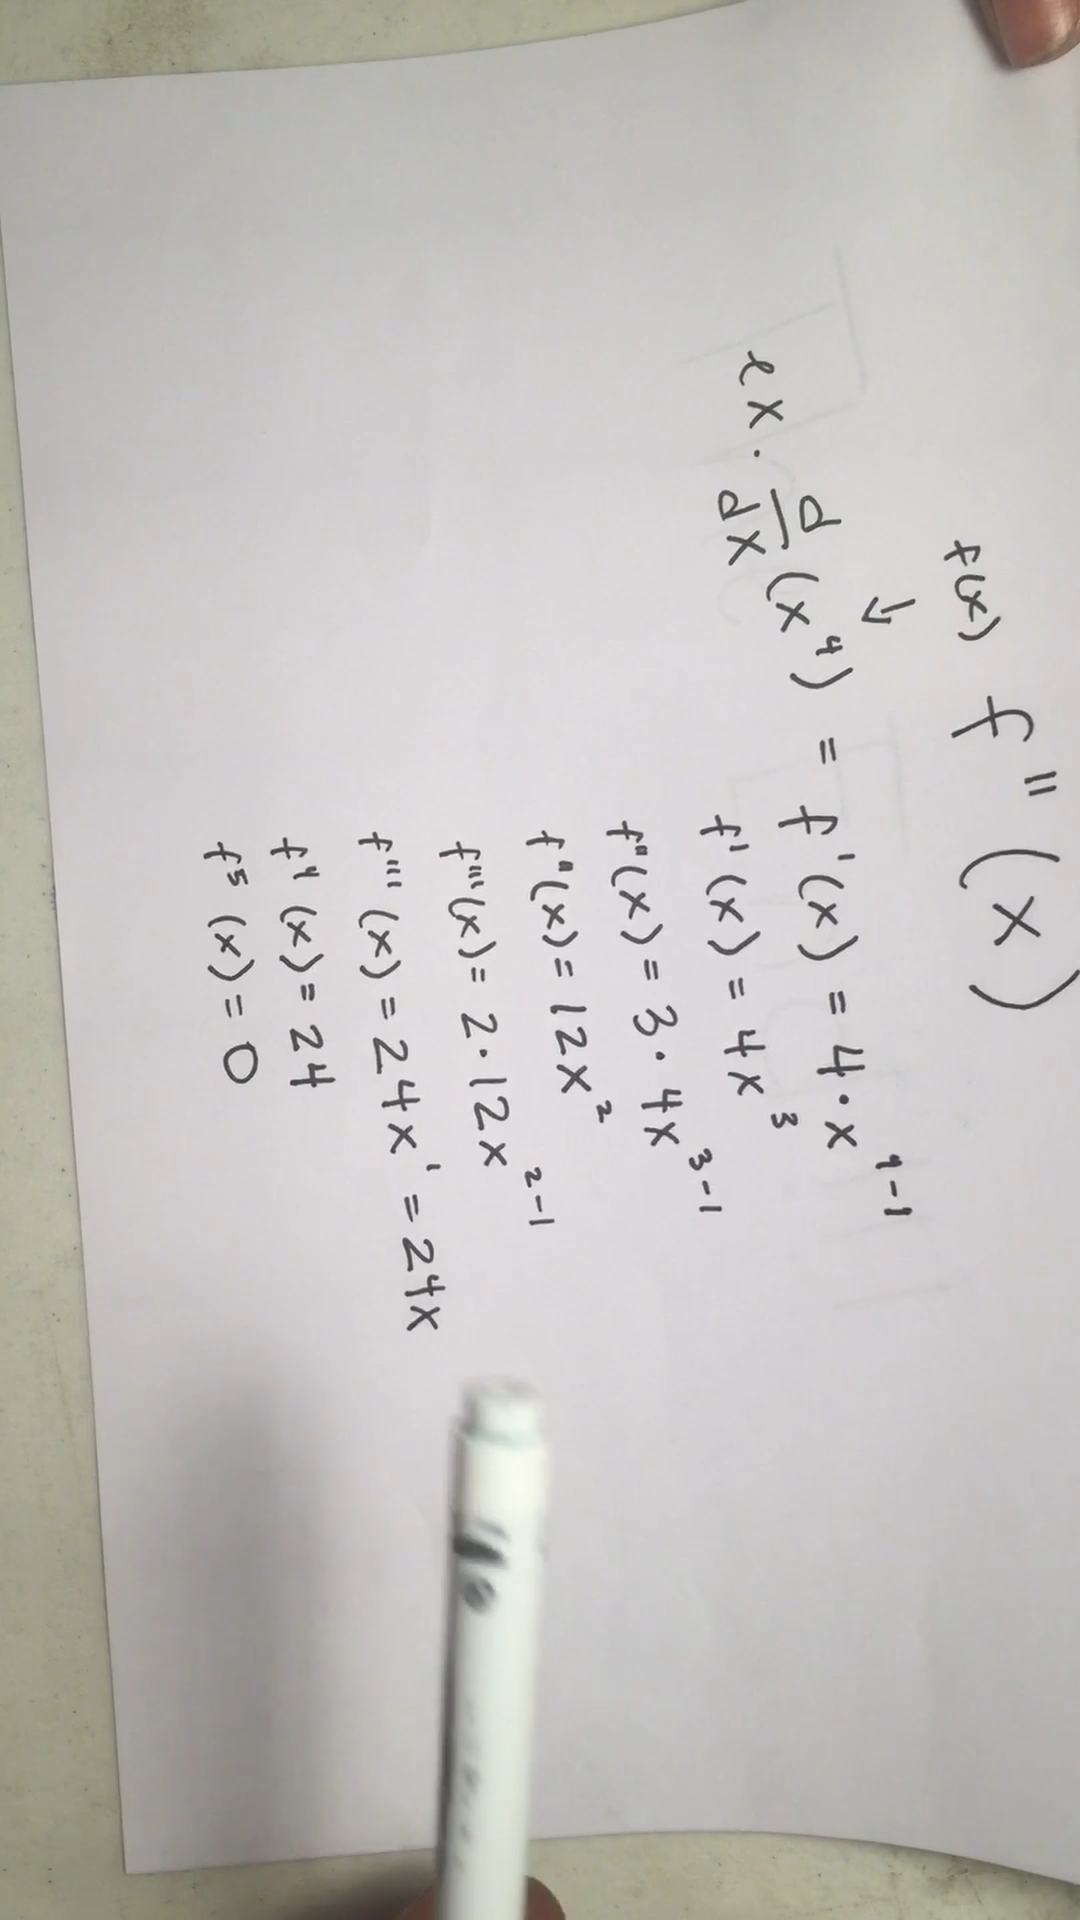 f''(x)
f(x)
↓
ex. d/dx (x⁴) = f'(x) = 4·x⁴⁻¹
f'(x) = 4x³
f''(x) = 3·4x³⁻¹
f''(x) = 12x²
f'''(x) = 2·12x²⁻¹
f'''(x) = 24x¹ = 24x
f⁴(x) = 24
f⁵(x) = 0